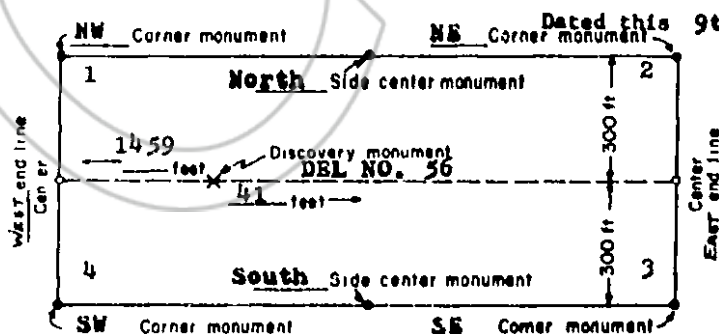 Dated this 9t
NW Corner monument NE Corner monument
1 North Side center monument 2
300 ft
1459 feet Discovery monument
DEL NO. 56
WEST end line Center
Center EAST end line
41 feet
300 ft
4 South Side center monument 3
SW Corner monument SE Corner monument